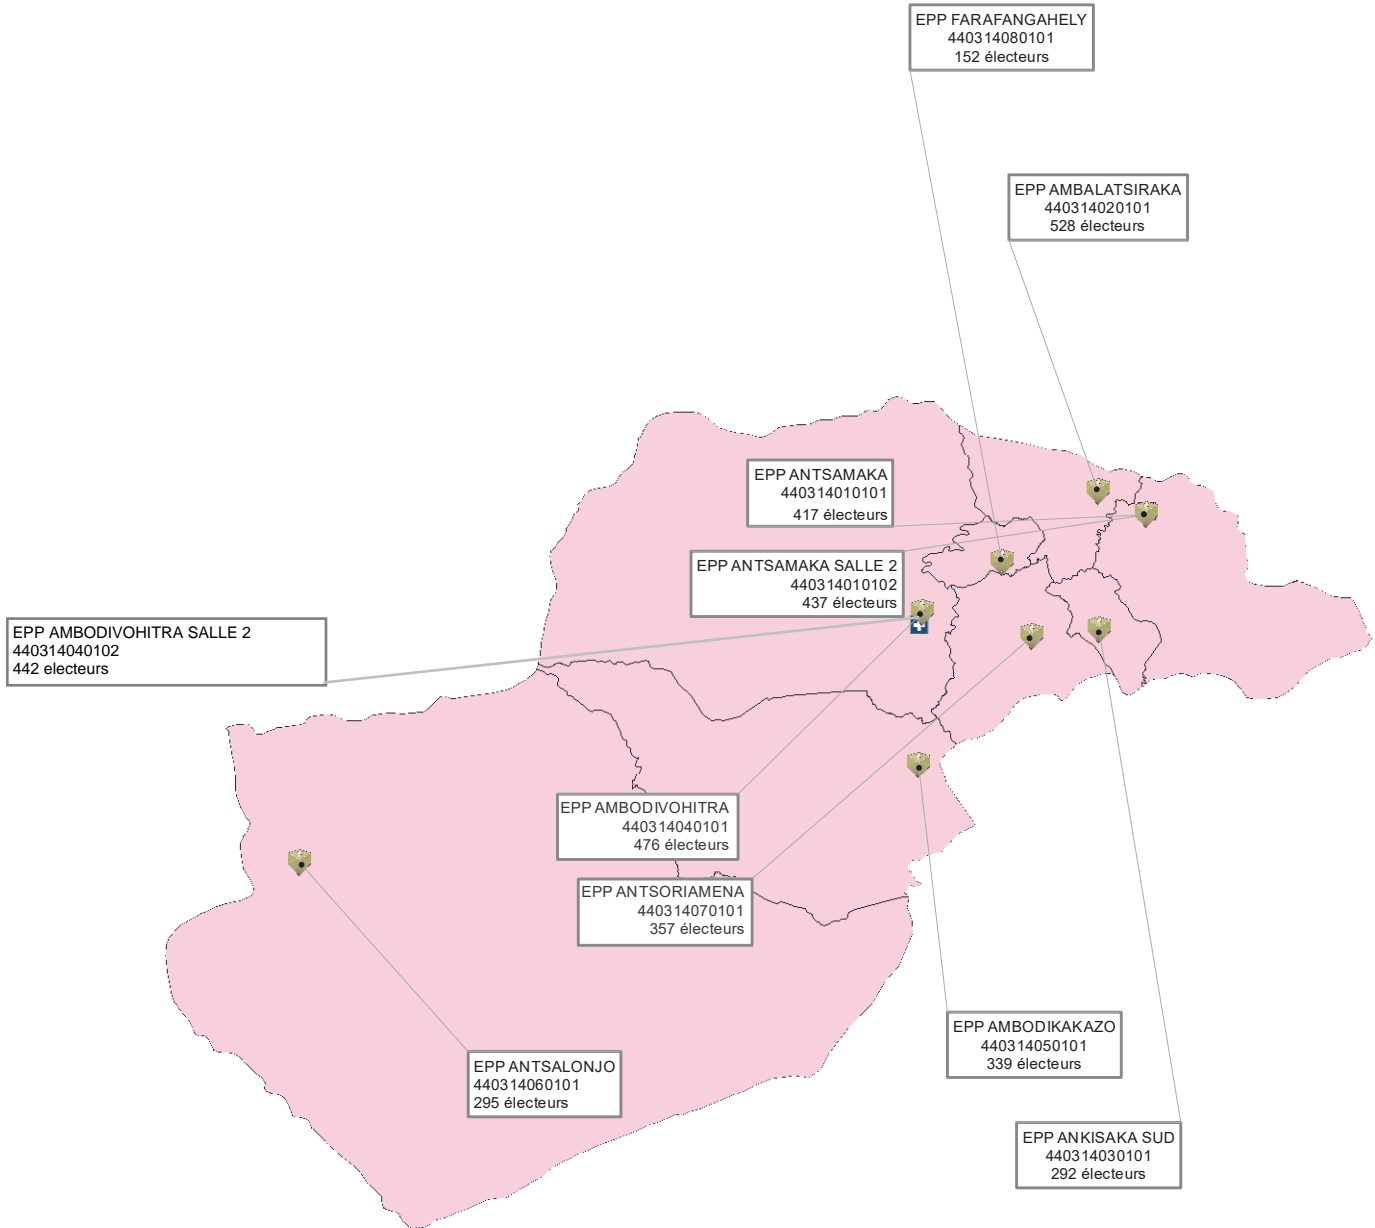 EPP FARAFANGAHELY
440314080101
152 électeurs
EPP AMBALATSIRAKA
440314020101
528 électeurs
EPP ANTSAMAKA
440314010101
417 électeurs
EPP ANTSAMAKA SALLE 2
440314010102
437 électeurs
EPP AMBODIVOHITRA SALLE 2
440314040102
442 electeurs
EPP AMBODIVOHITRA
440314040101
476 électeurs
EPP ANTSORIAMENA
440314070101
357 électeurs
EPP AMBODIKAKAZO
440314050101
339 électeurs
EPP ANTSALONJO
440314060101
295 électeurs
EPP ANKISAKA SUD
440314030101
292 électeurs